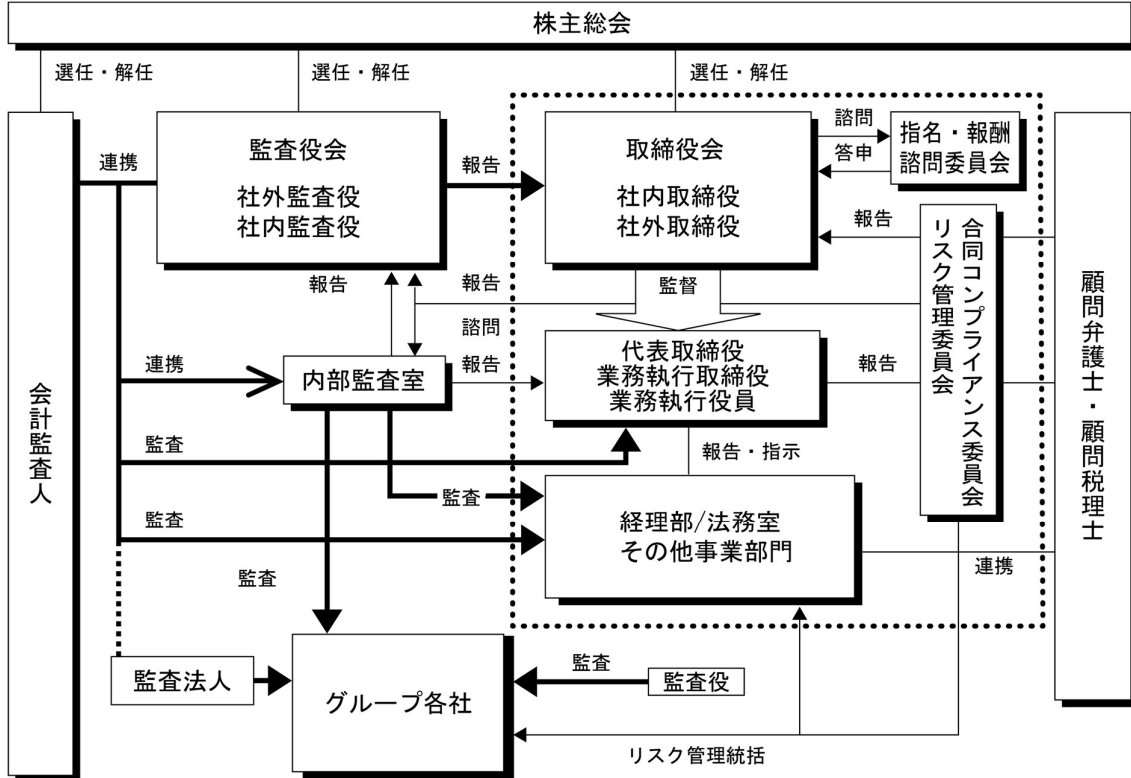 株主総会
選任・解任
選任・解任
選任・解任
会計監査人
連携
監査役会
社外監査役
社内監査役
報告
取締役会
社内取締役
社外取締役
諮問
答申
指名・報酬
諮問委員会
報告
合同コンプライアンス委員会
リスク管理委員会
顧問弁護士・顧問税理士
報告
報告
諮問
監督
連携
内部監査室
報告
代表取締役
業務執行取締役
業務執行役員
報告
監査
報告・指示
監査
監査
経理部/法務室
その他事業部門
連携
監査
監査法人
グループ各社
監査
監査役
リスク管理統括